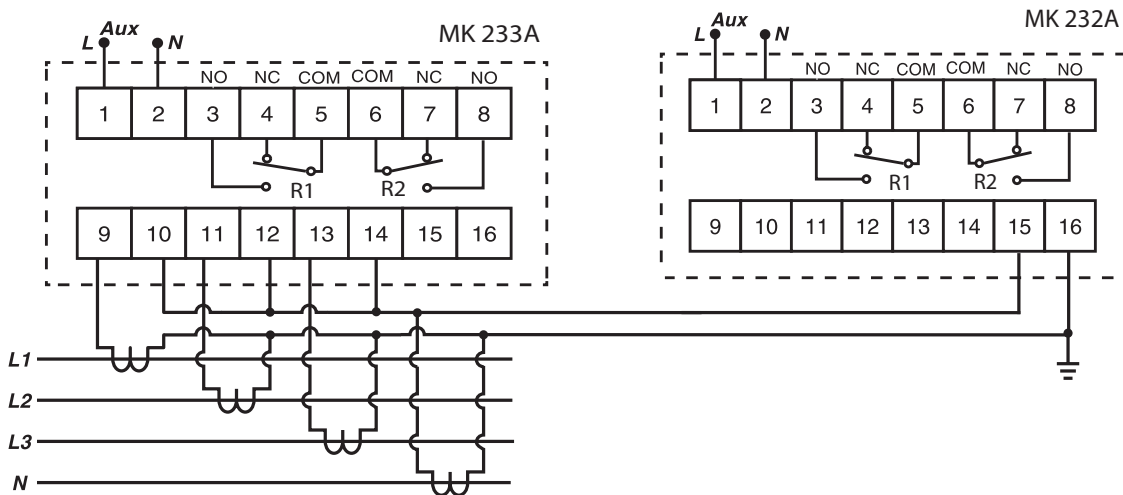 Aux
L N MK 233A
NO NC COM COM NC NO
1 2 3 4 5 6 7 8
R1 R2
9 10 11 12 13 14 15 16
Aux
L N MK 232A
NO NC COM COM NC NO
1 2 3 4 5 6 7 8
R1 R2
9 10 11 12 13 14 15 16
L1
L2
L3
N